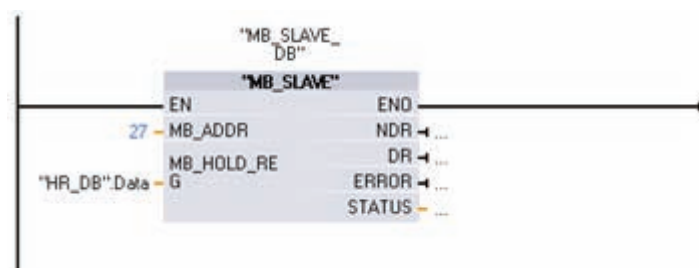 "MB_SLAVE_
DB"
"MB_SLAVE"
EN ENO
27 MB_ADDR NDR ...
DR ...
MB_HOLD_RE
"HR_DB".Data G ERROR ...
STATUS ...